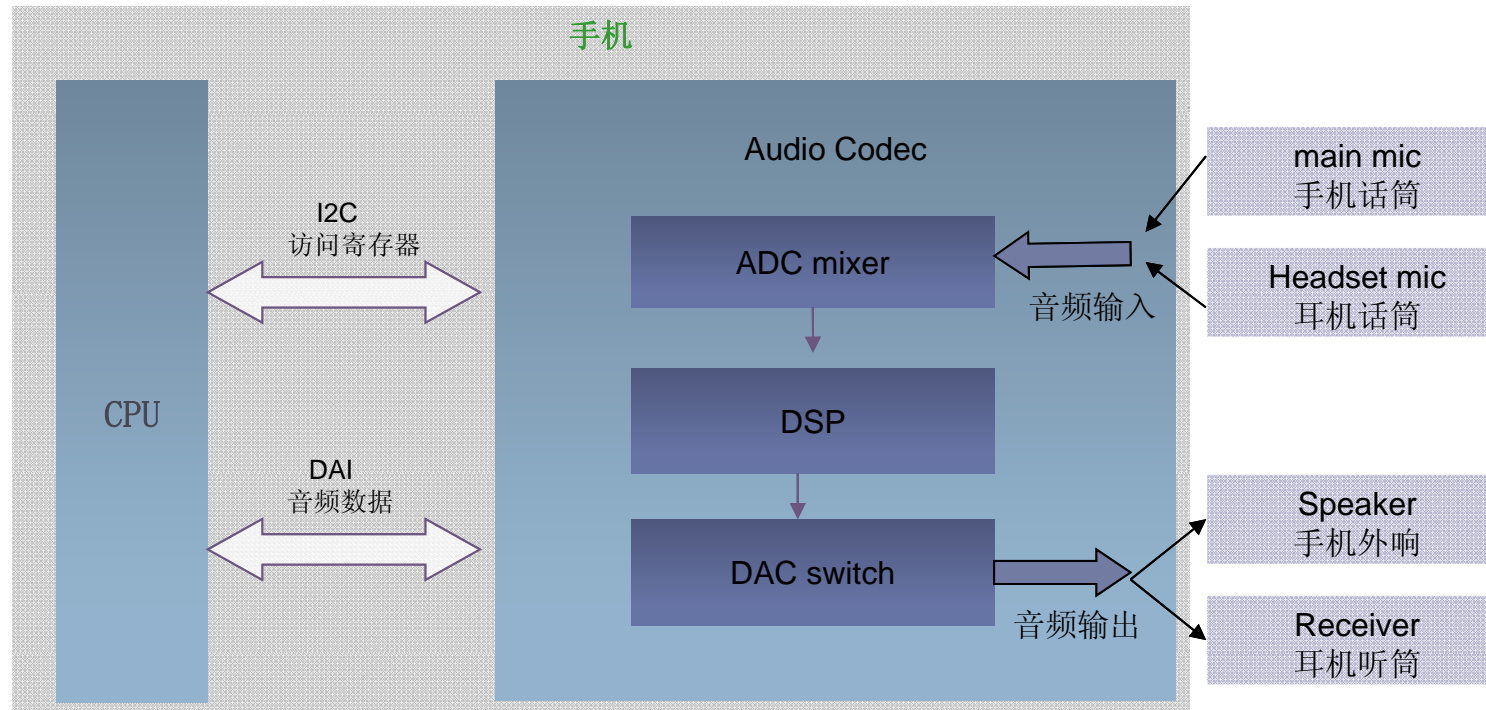 手机
CPU
I2C
访问寄存器
DAI
音频数据
Audio Codec
ADC mixer
DSP
DAC switch
音频输入
音频输出
main mic
手机话筒
Headset mic
耳机话筒
Speaker
手机外响
Receiver
耳机听筒